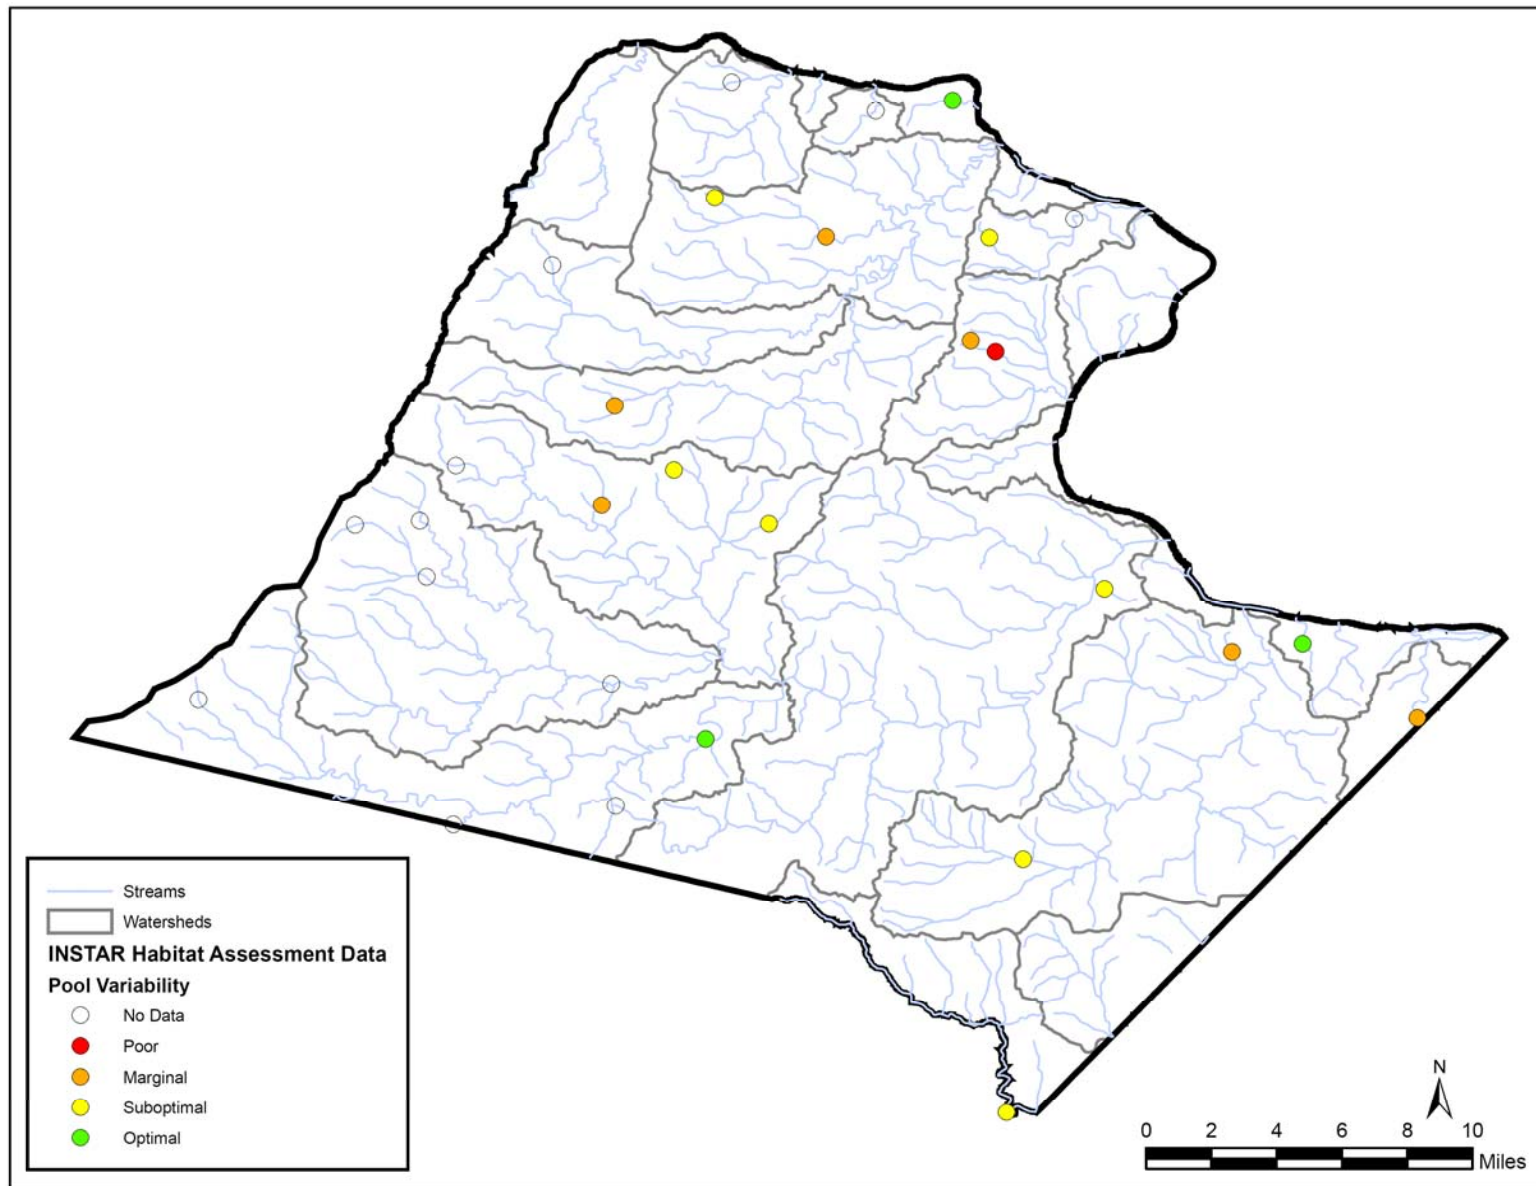 Streams
Watersheds
INSTAR Habitat Assessment Data
Pool Variability
No Data
Poor
Marginal
Suboptimal
Optimal
N
0 2 4 6 8 10
Miles